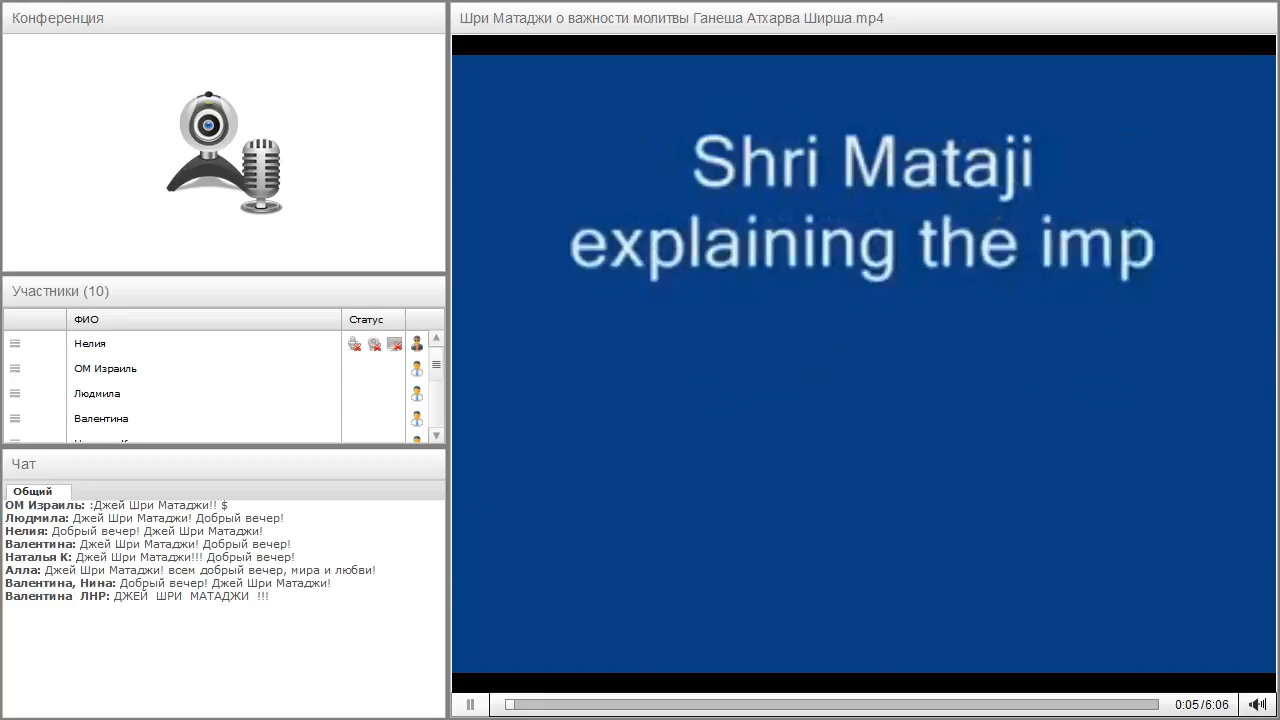 Конференция
Участники (10)
ФИО Статус
Нелия
ОМ Израиль
Людмила
Валентина
Чат
Общий
ОМ Израиль: :Джей Шри Матаджи!! $
Людмила: Джей Шри Матаджи! Добрый вечер!
Нелия: Добрый вечер! Джей Шри Матаджи!
Валентина: Джей Шри Матаджи! Добрый вечер!
Наталья К: Джей Шри Матаджи!!! Добрый вечер!
Алла: Джей Шри Матаджи! всем добрый вечер, мира и любви!
Валентина, Нина: Добрый вечер! Джей Шри Матаджи!
Валентина ЛНР: ДЖЕЙ ШРИ МАТАДЖИ !!!
Шри Матаджи о важности молитвы Ганеша Атхарва Ширша.mp4
Shri Mataji
explaining the imp
0:05/6:06